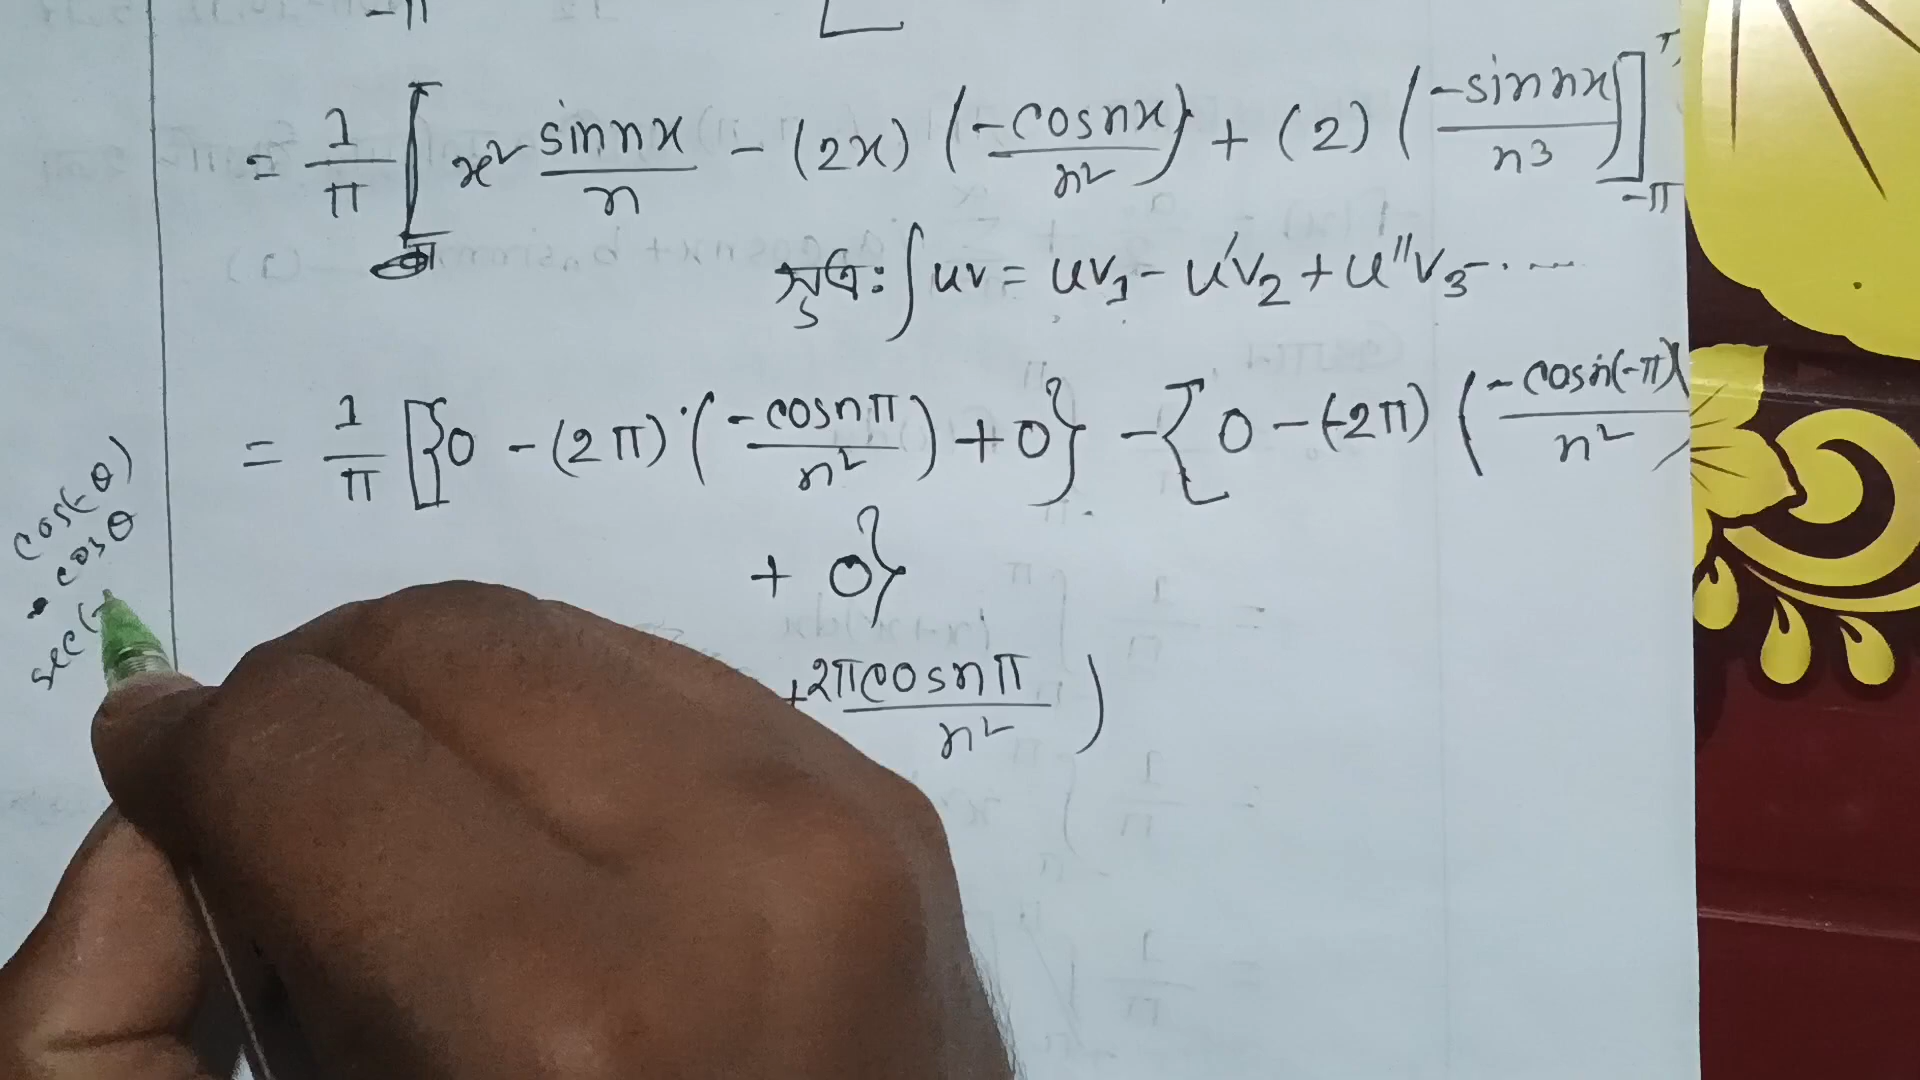 -π
= 1/π [ x² sin nx / n - (2x) (-cos nx / n²) + (2) (-sin nx / n³) ] π -π
সূত্র: ∫uv = uv₁ - u'v₂ + u''v₃ - ...
= 1/π [ {0 - (2π) · (-cos nπ / n²) + 0} - {0 - (-2π) (-cos n(-π) / n²)
+ 0}
+ 2π cos nπ / n² )
cos(-θ)
cosθ
sec(-